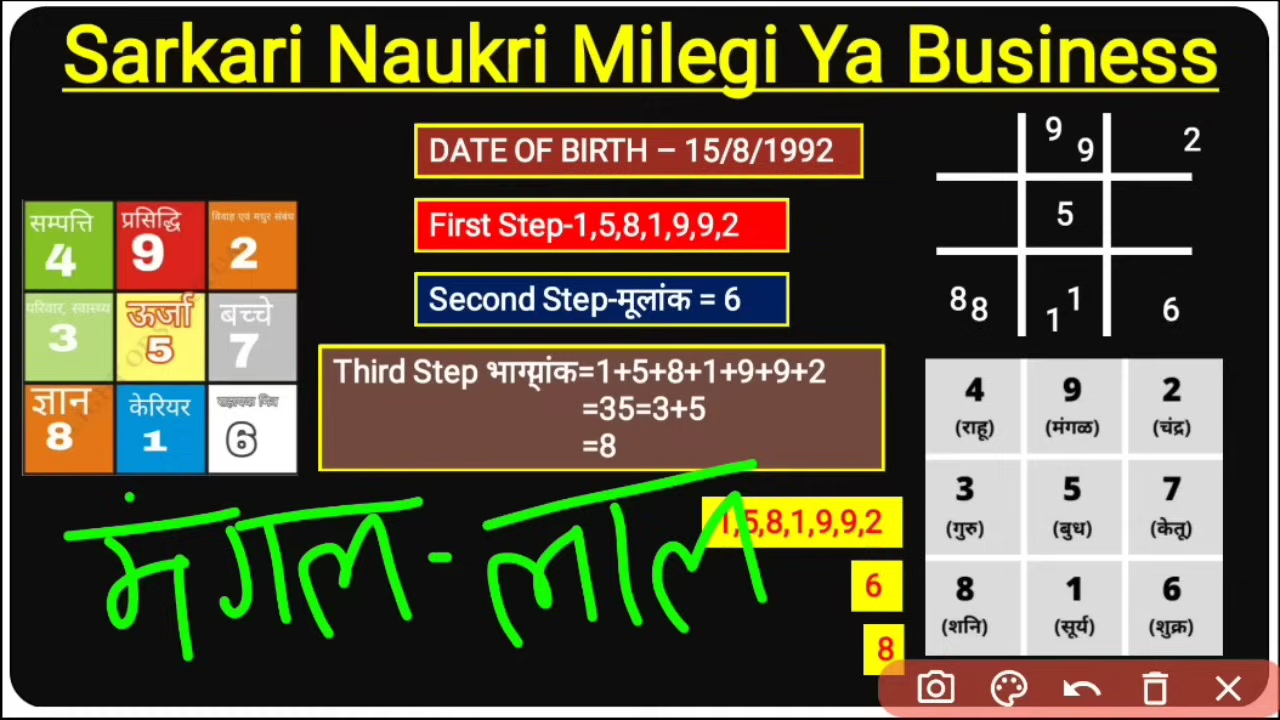 Sarkari Naukri Milegi Ya Business
DATE OF BIRTH – 15/8/1992
First Step-1,5,8,1,9,9,2
Second Step-मूलांक = 6
Third Step =1+5+8+1+9+9+2
=35=3+5
=8
सम्पत्ति प्रसिद्धि विवाह एवं मधुर संबंध
4 9 2
परिवार, स्वास्थ्य ऊर्जा बच्चे
3 5 7
ज्ञान केरियर
8 1 6
9 9 2
5
8 8 1 1 6
4 9 2
(राहू) (मंगळ) (चंद्र)
3 5 7
(गुरु) (बुध) (केतू)
8 1 6
(शनि) (सूर्य) (शुक्र)
मंगल - लाल
1,5,8,1,9,9,2
6
8